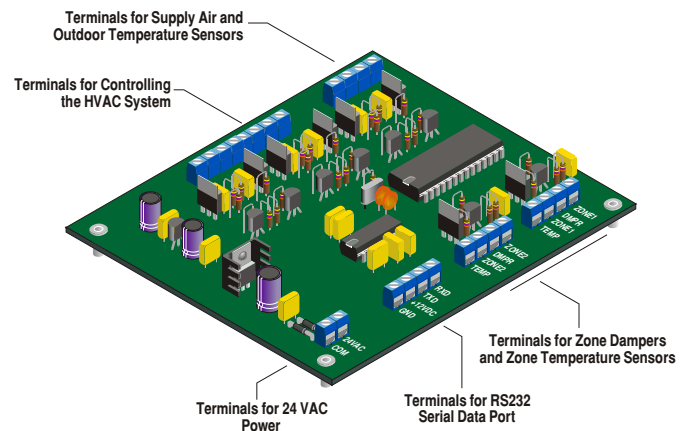 Terminals for Supply Air and
Outdoor Temperature Sensors
Terminals for Controlling
the HVAC System
ZONE1
DMPR
ZONE1
TEMP
ZONE2
DMPR
ZONE2
TEMP
RXD
TXD
+12VDC
GND
24VAC
COM
Terminals for Zone Dampers
and Zone Temperature Sensors
Terminals for RS232
Serial Data Port
Terminals for 24 VAC
Power